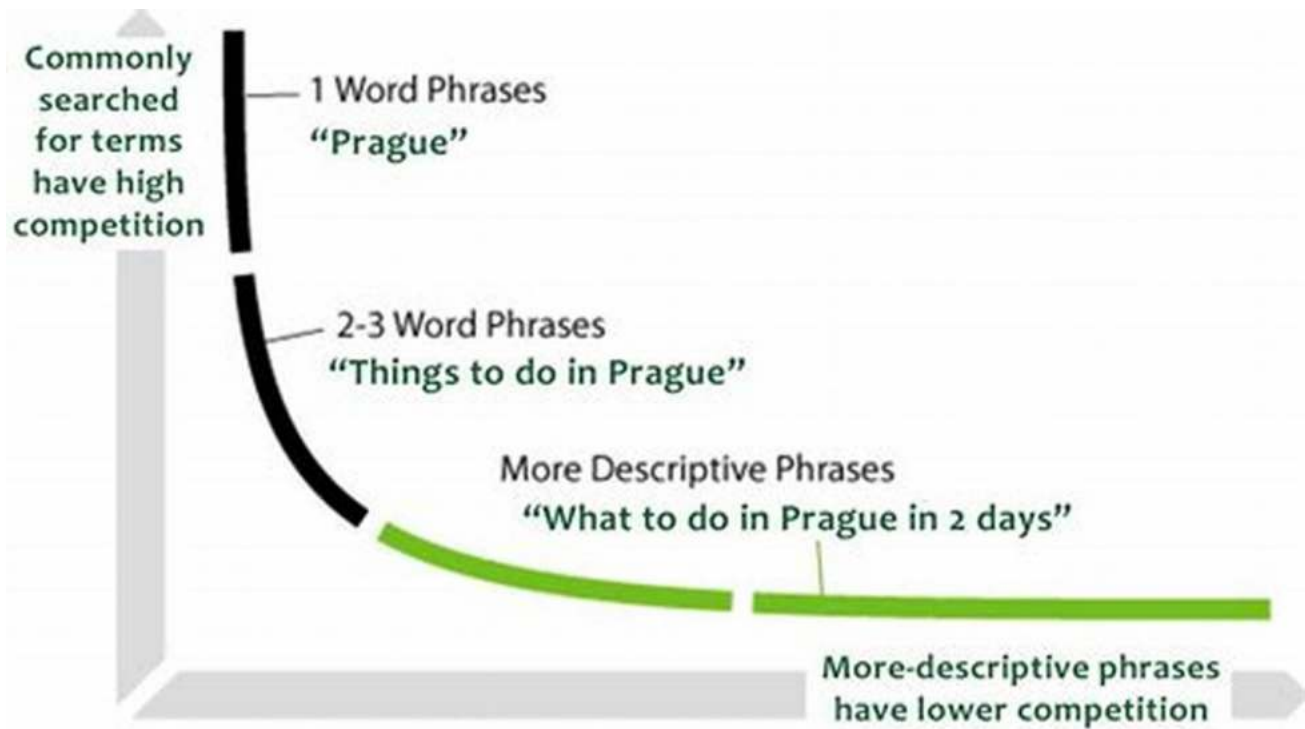 Commonly
searched
for terms
have high
competition
1 Word Phrases
“Prague”
2-3 Word Phrases
“Things to do in Prague”
More Descriptive Phrases
“What to do in Prague in 2 days”
More-descriptive phrases
have lower competition